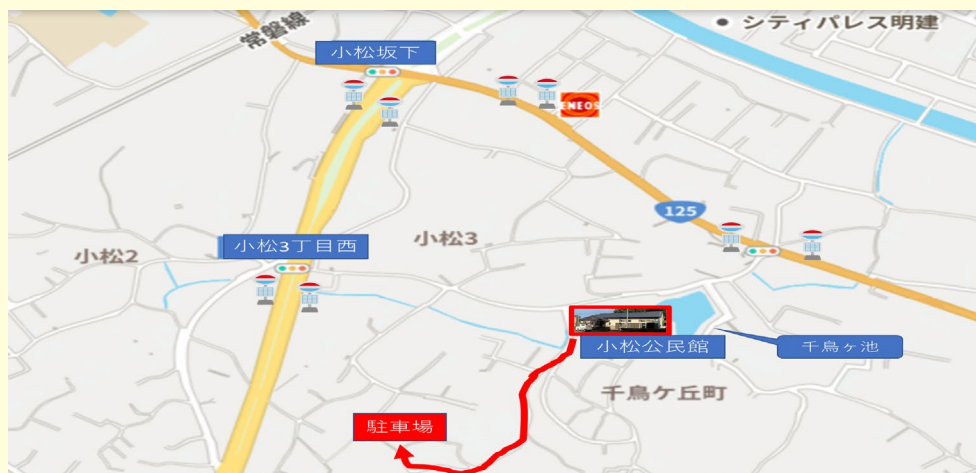 シティパレス明建
常磐線
小松坂下
ENEOS
125
小松3丁目西
小松3
小松2
小松公民館
千鳥ヶ池
千鳥ケ丘町
駐車場